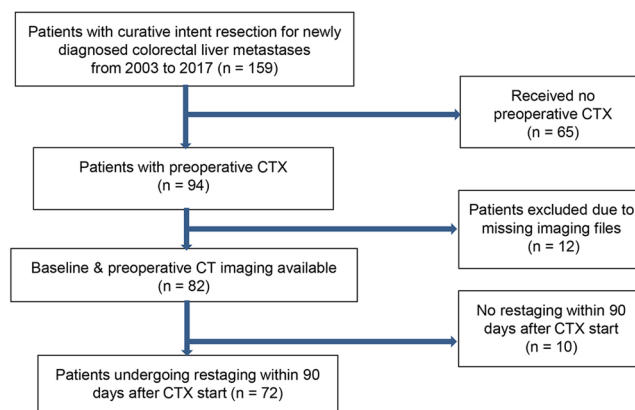 Patients with curative intent resection for newly
diagnosed colorectal liver metastases
from 2003 to 2017 (n = 159)
Received no
preoperative CTX
(n = 65)
Patients with preoperative CTX
(n = 94)
Patients excluded due to
missing imaging files
(n = 12)
Baseline & preoperative CT imaging available
(n = 82)
No restaging within 90
days after CTX start
(n = 10)
Patients undergoing restaging within 90
days after CTX start (n = 72)